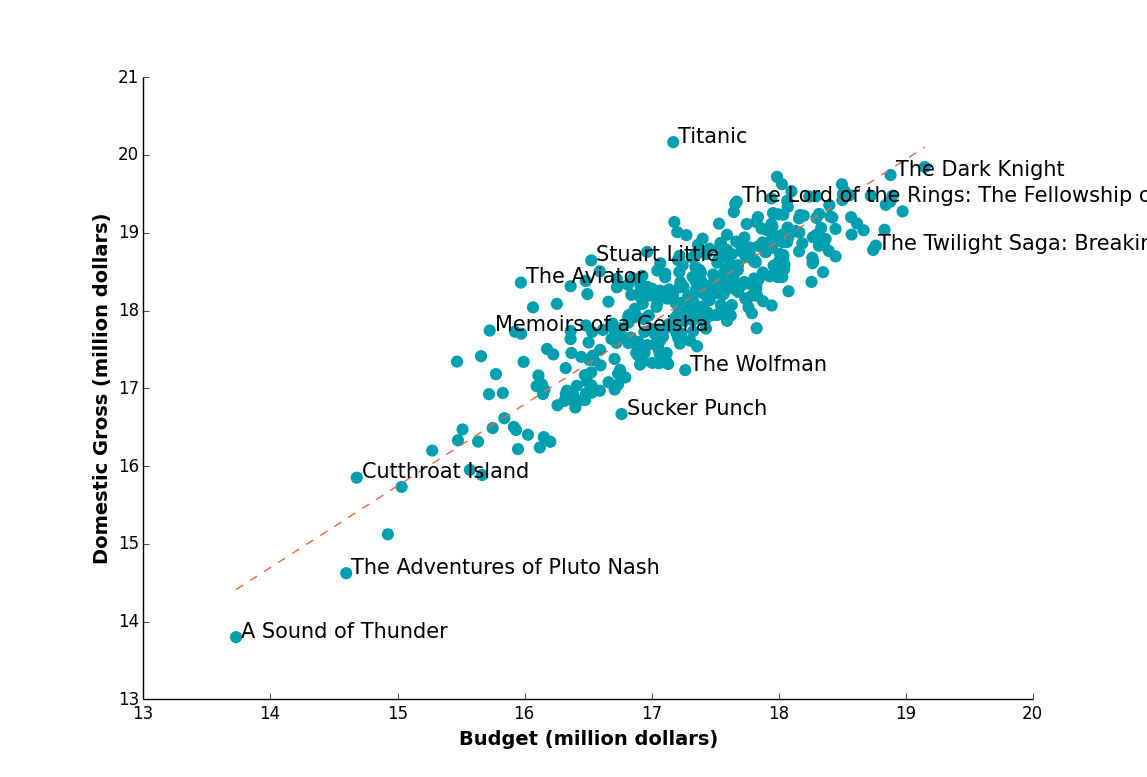 21
20
19
18
17
16
15
14
13
Domestic Gross (million dollars)
Titanic
The Dark Knight
The Lord of the Rings: The Fellowship
The Twilight Saga: Breakin
Stuart Little
The Aviator
Memoirs of a Geisha
The Wolfman
Sucker Punch
Cutthroat Island
The Adventures of Pluto Nash
A Sound of Thunder
13 14 15 16 17 18 19 20
Budget (million dollars)